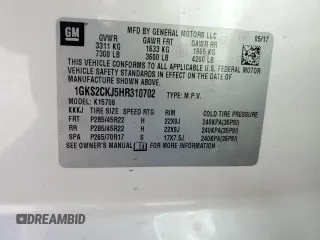 GM
MFD BY GENERAL MOTORS LLC
05/17
GVWR GAWR FRT GAWR RR
3311 KG 1633 KG 1905 KG
7300 LB 3600 LB 4200 LB
THIS VEHICLE CONFORMS TO ALL APPLICABLE U.S. FEDERAL
MOTOR VEHICLE SAFETY STANDARDS IN EFFECT ON THE DATE OF
MANUFACTURE SHOWN ABOVE.
1GKS2CKJ5HR310702 TYPE: M.P.V.
K15706
KKKJ TIRE SIZE SPEED RTG RIM COLD TIRE PRESSURE
FRT P285/45R22 H 22X9J 240KPA(35PSI)
RR P285/45R22 H 22X9J 240KPA(35PSI)
SPA P265/70R17 S 17X7.5J 240KPA(35PSI)
SEE OWNER'S MANUAL FOR ADDITIONAL INFORMATION.